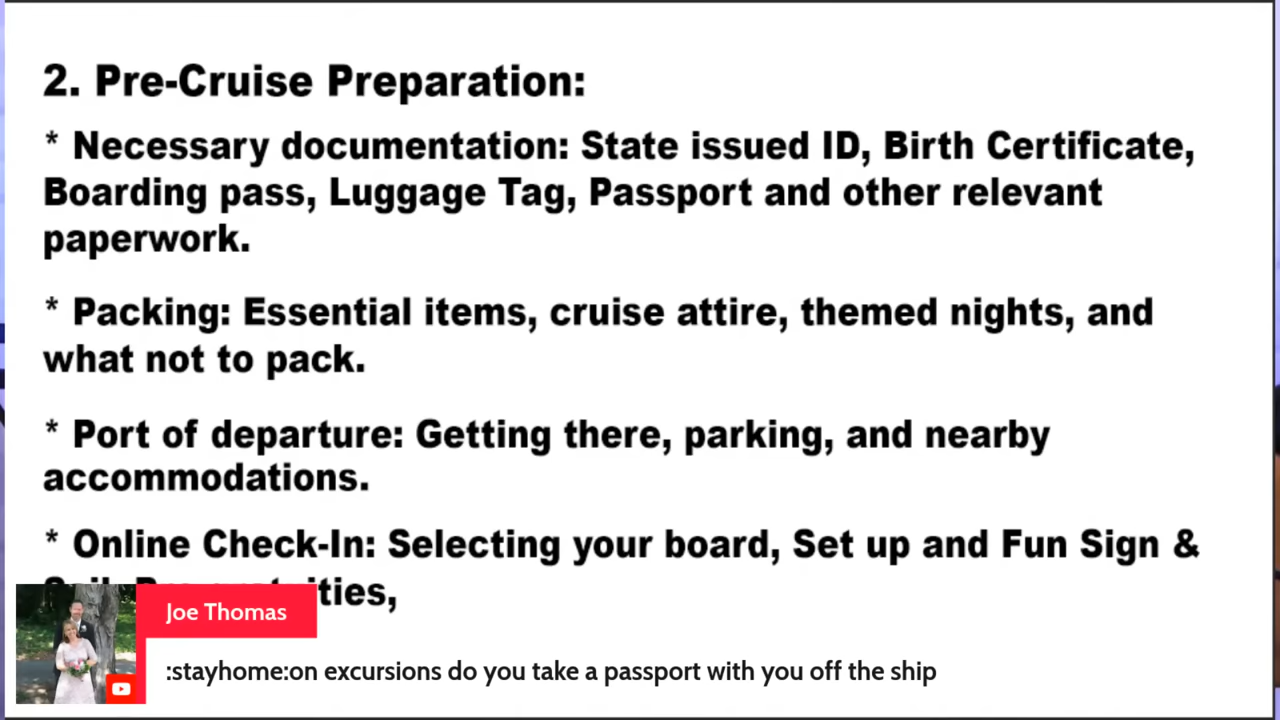 2. Pre-Cruise Preparation:
* Necessary documentation: State issued ID, Birth Certificate,
Boarding pass, Luggage Tag, Passport and other relevant
paperwork.
* Packing: Essential items, cruise attire, themed nights, and
what not to pack.
* Port of departure: Getting there, parking, and nearby
accommodations.
* Online Check-In: Selecting your board, Set up and Fun Sign &
Joe Thomas
:stayhome:on excursions do you take a passport with you off the ship